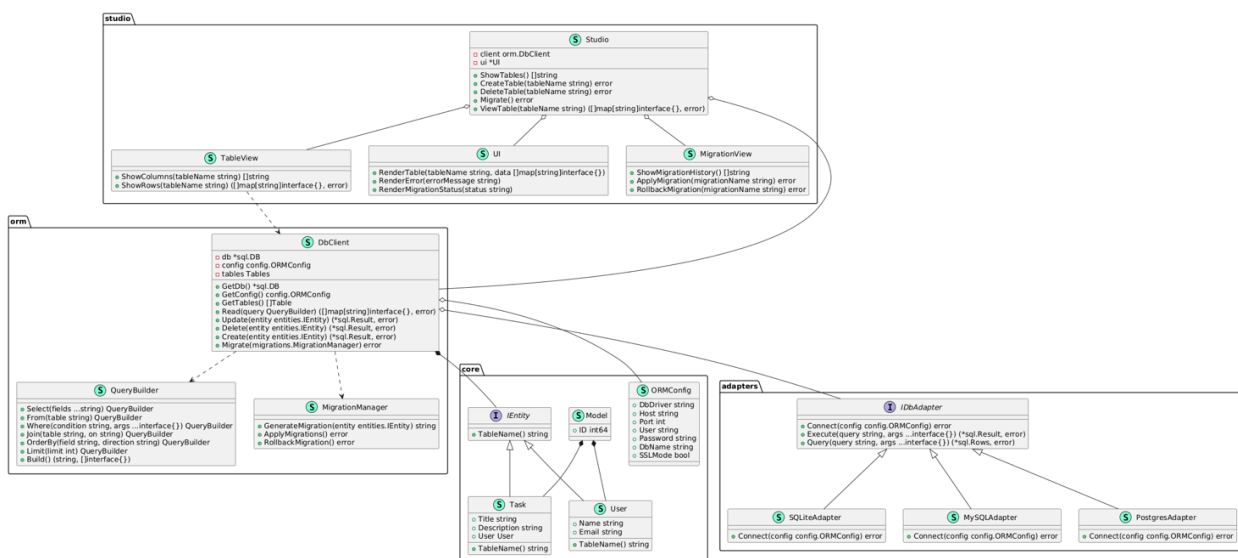 studio
S Studio
client orm.DbClient
ui *UI
ShowTables() []string
CreateTable(tableName string) error
DeleteTable(tableName string) error
Migrate() error
ViewTable(tableName string) ([]map[string]interface{}, error)
S TableView
ShowColumns(tableName string) []string
ShowRows(tableName string) ([]map[string]interface{}, error)
S UI
RenderTable(tableName string, data []map[string]interface{})
RenderError(errorMessage string)
RenderMigrationStatus(status string)
S MigrationView
ShowMigrationHistory() []string
ApplyMigration(migrationName string) error
RollbackMigration(migrationName string) error
orm
S DbClient
db *sql.DB
config config.ORMConfig
tables Tables
GetDb() *sql.DB
GetConfig() config.ORMConfig
GetTables() []Table
Read(query QueryBuilder) ([]map[string]interface{}, error)
Update(entity entities.IEntity) (*sql.Result, error)
Delete(entity entities.IEntity) (*sql.Result, error)
Create(entity entities.IEntity) (*sql.Result, error)
Migrate(migrations.MigrationManager) error
S QueryBuilder
Select(fields ...string) QueryBuilder
From(table string) QueryBuilder
Where(condition string, args ...interface{}) QueryBuilder
Join(table string, on string) QueryBuilder
OrderBy(field string, direction string) QueryBuilder
Limit(limit int) QueryBuilder
Build() (string, []interface{})
S MigrationManager
GenerateMigration(entity entities.IEntity) string
ApplyMigrations() error
RollbackMigration() error
core
I IEntity
TableName() string
S Model
ID int64
S ORMConfig
DbDriver string
Host string
Port int
User string
Password string
DbName string
SSLMode bool
S Task
Title string
Description string
User User
TableName() string
S User
Name string
Email string
TableName() string
adapters
I IDbAdapter
Connect(config config.ORMConfig) error
Execute(query string, args ...interface{}) (*sql.Result, error)
Query(query string, args ...interface{}) (*sql.Rows, error)
S SQLiteAdapter
Connect(config config.ORMConfig) error
S MySQLAdapter
Connect(config config.ORMConfig) error
S PostgresAdapter
Connect(config config.ORMConfig) error